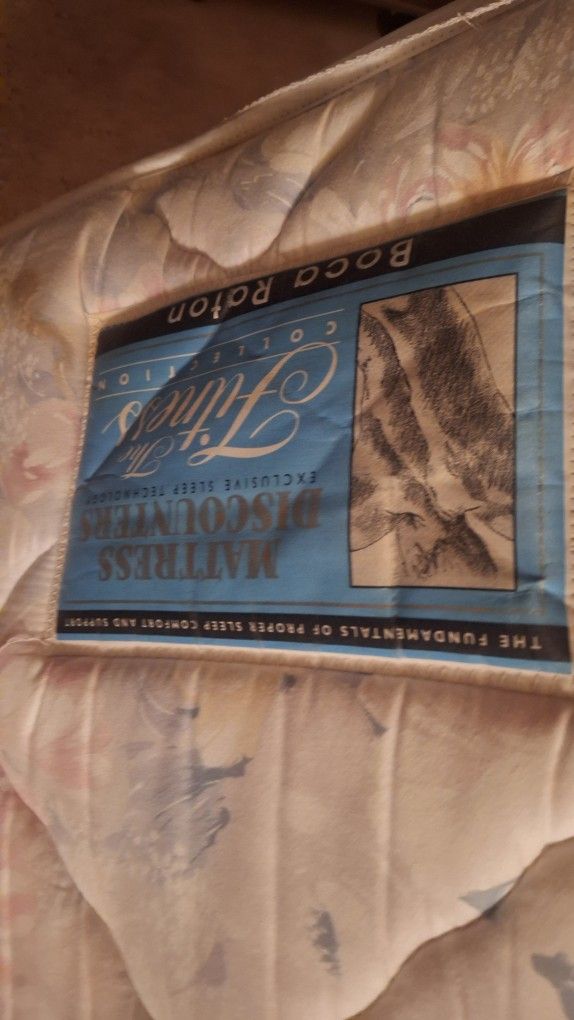 THE FUNDAMENTALS OF PROPER SLEEP COMFORT AND SUPPORT
MATTRESS
DISCOUNTERS
EXCLUSIVE SLEEP TECHNOLOGY
The
Fitness
COLLECTION
Boca Raton